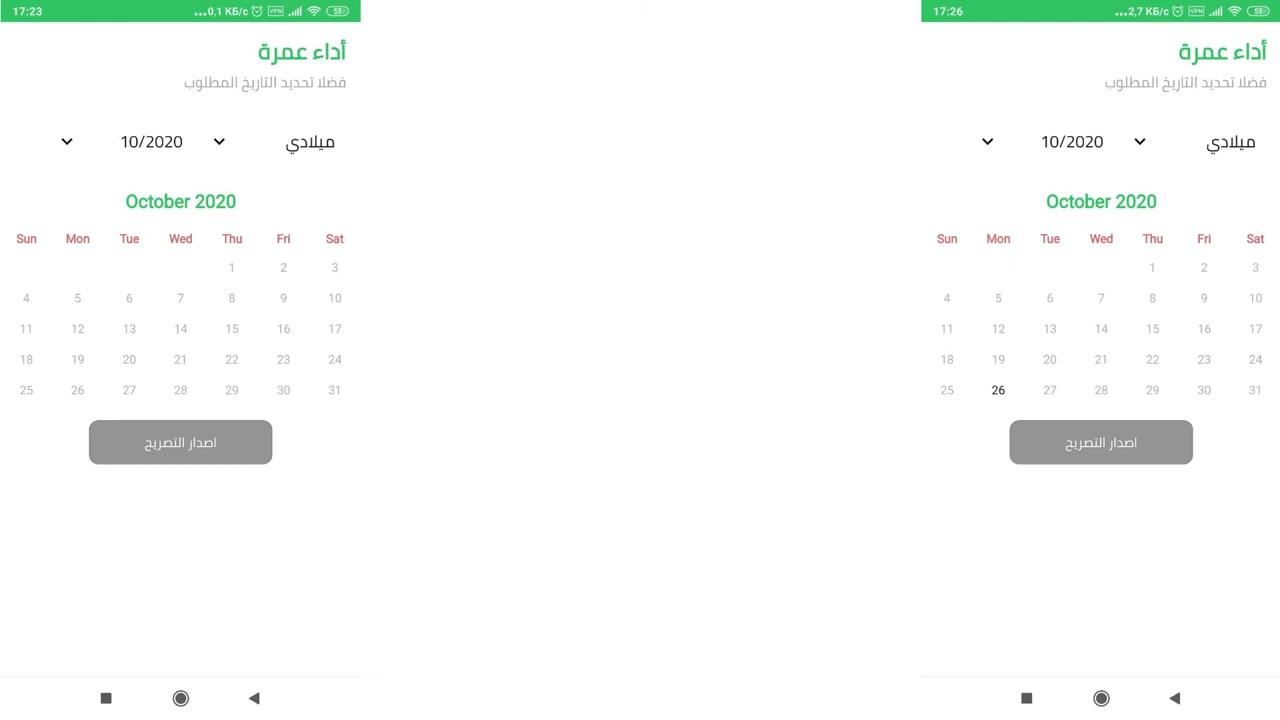 17:23 ...0,1 КБ/с VPN 51
أداء عمرة
فضلا تحديد التاريخ المطلوب
ميلادي 10/2020
October 2020
Sun Mon Tue Wed Thu Fri Sat
1 2 3
4 5 6 7 8 9 10
11 12 13 14 15 16 17
18 19 20 21 22 23 24
25 26 27 28 29 30 31
اصدار التصريح
17:26 ...2,7 КБ/с VPN 51
أداء عمرة
فضلا تحديد التاريخ المطلوب
ميلادي 10/2020
October 2020
Sun Mon Tue Wed Thu Fri Sat
1 2 3
4 5 6 7 8 9 10
11 12 13 14 15 16 17
18 19 20 21 22 23 24
25 26 27 28 29 30 31
اصدار التصريح